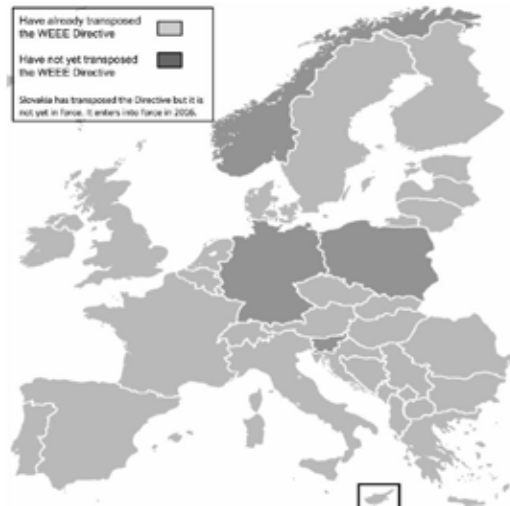 Have already transposed
the WEEE Directive
Have not yet transposed
the WEEE Directive
Slovakia has transposed the Directive but it is
not yet in force. It enters into force in 2016.